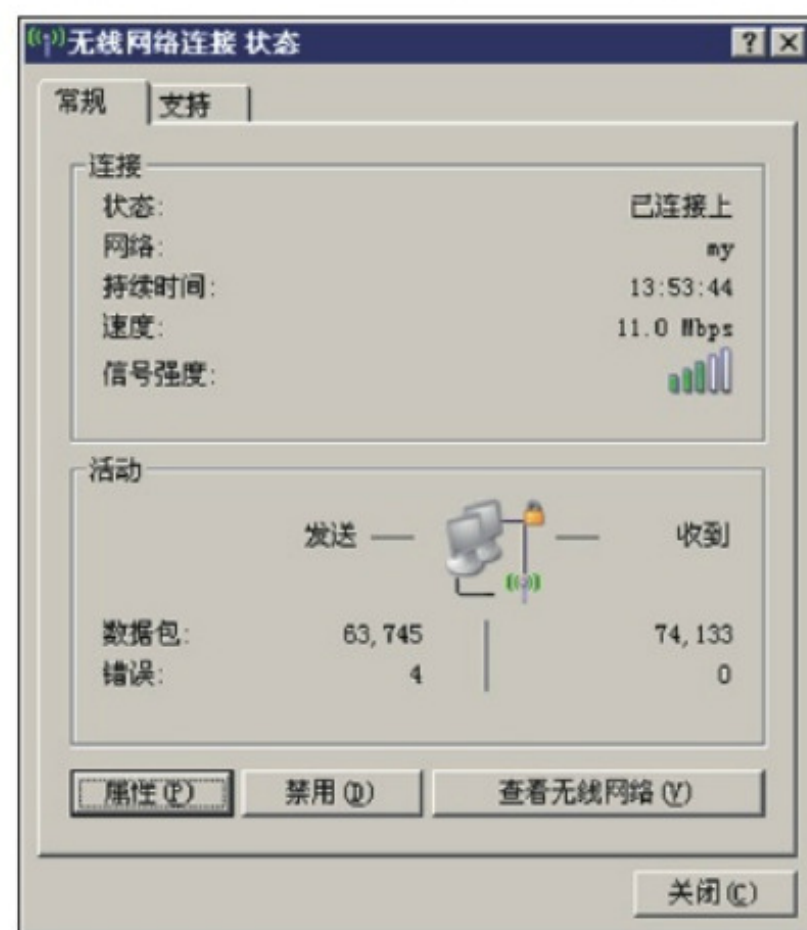 无线网络连接 状态
常规 支持
连接
状态: 已连接上
网络: my
持续时间: 13:53:44
速度: 11.0 Mbps
信号强度:
活动
发送 收到
数据包: 63,745 74,133
错误: 4 0
属性(P) 禁用(D) 查看无线网络(V)
关闭(C)